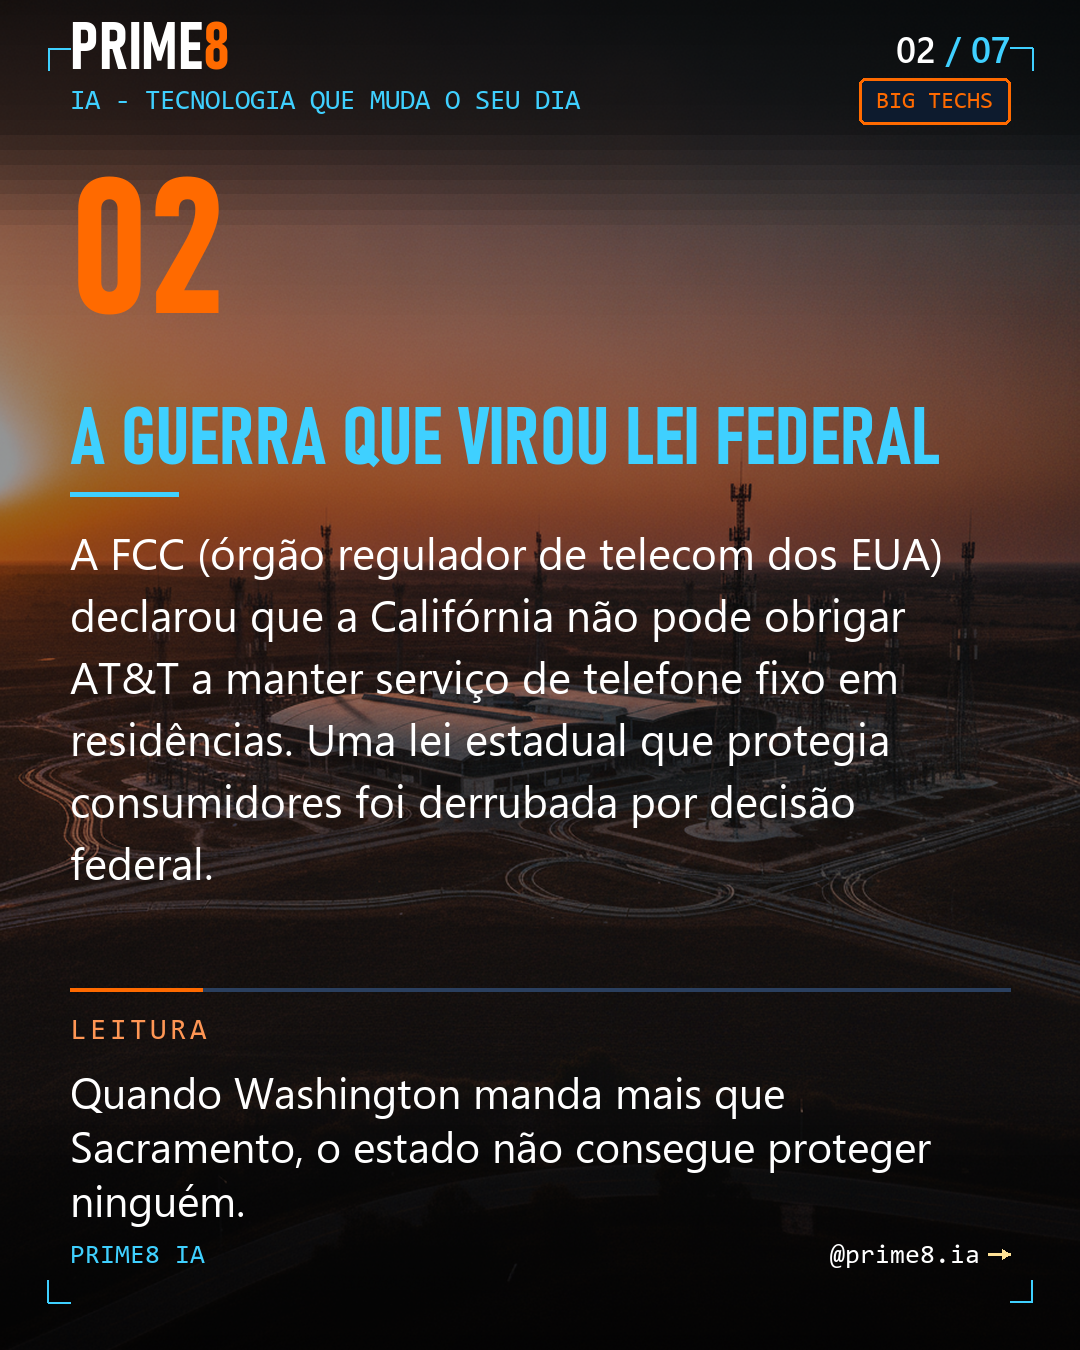 PRIME8
02 / 07
IA - TECNOLOGIA QUE MUDA O SEU DIA
BIG TECHS
02
A GUERRA QUE VIROU LEI FEDERAL
A FCC (órgão regulador de telecom dos EUA)
declarou que a Califórnia não pode obrigar
AT&T a manter serviço de telefone fixo em
residências. Uma lei estadual que protegia
consumidores foi derrubada por decisão
federal.
LEITURA
Quando Washington manda mais que
Sacramento, o estado não consegue proteger
ninguém.
PRIME8 IA
@prime8.ia